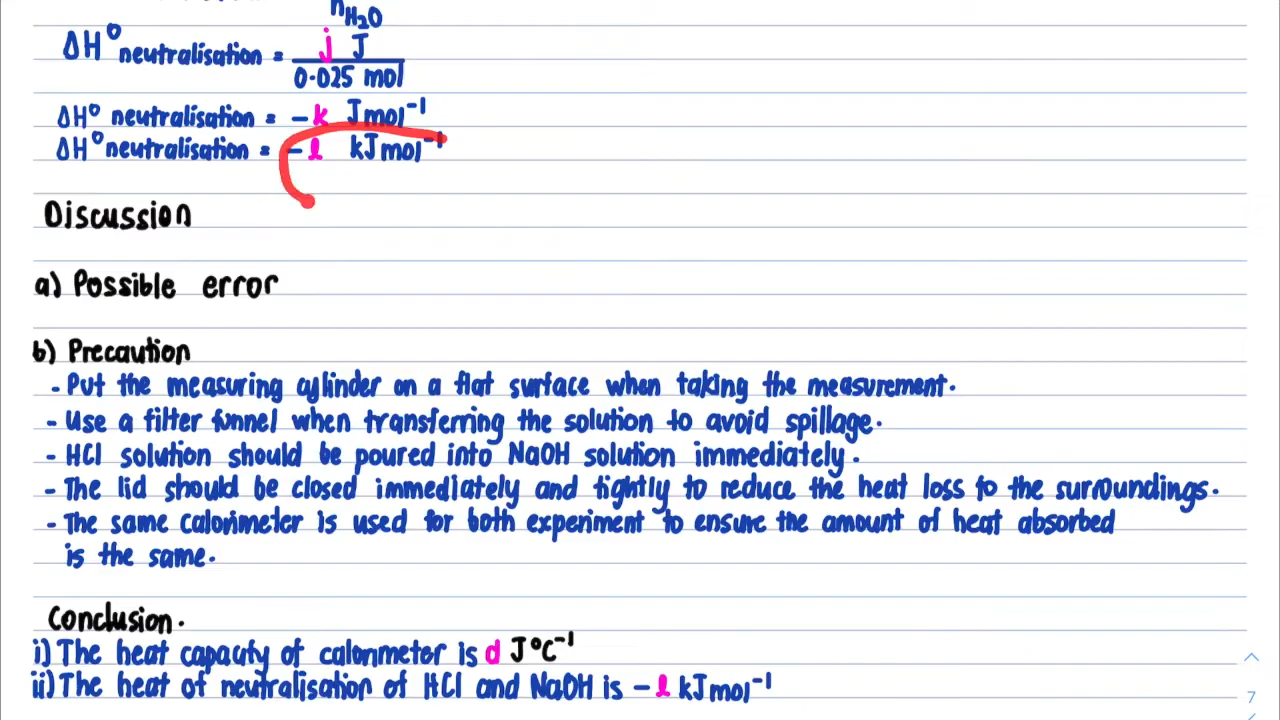 nH₂O
ΔH° neutralisation = j J
0.025 mol
ΔH° neutralisation = -k Jmol⁻¹
ΔH° neutralisation = -l kJmol⁻¹
Discussion
a) Possible error
b) Precaution
- Put the measuring cylinder on a flat surface when taking the measurement.
- Use a filter funnel when transferring the solution to avoid spillage.
- HCl solution should be poured into NaOH solution immediately.
- The lid should be closed immediately and tightly to reduce the heat loss to the surroundings.
- The same calorimeter is used for both experiment to ensure the amount of heat absorbed
is the same.
Conclusion.
i) The heat capacity of calorimeter is d J°C⁻¹
ii) The heat of neutralisation of HCl and NaOH is -l kJmol⁻¹
7